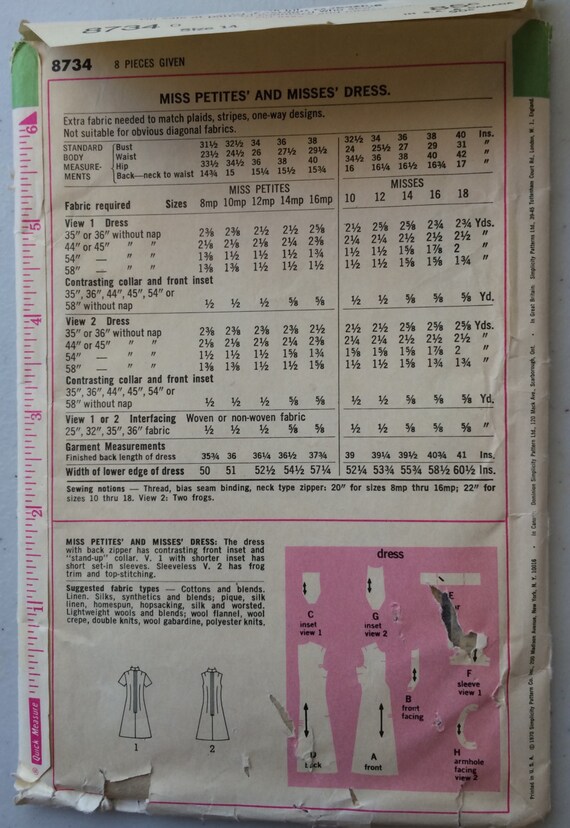 8734
Size 14
8734 8 PIECES GIVEN
MISS PETITES' AND MISSES' DRESS.
Extra fabric needed to match plaids, stripes, one-way designs.
Not suitable for obvious diagonal fabrics.
STANDARD Bust 31½ 32½ 34 36 38 32½ 34 36 38 40 Ins.
BODY Waist 23½ 24½ 26 27½ 29½ 24 25½ 27 29 31 "
MEASURE- Hip 33½ 34½ 36 38 40 34½ 36 38 40 42 "
MENTS Back—neck to waist 14¾ 15 15¼ 15½ 15¾ 16 16¼ 16½ 16¾ 17 "
MISS PETITES MISSES
Fabric required Sizes 8mp 10mp 12mp 14mp 16mp 10 12 14 16 18
View 1 Dress
35" or 36" without nap 2⅜ 2⅜ 2½ 2½ 2⅝ 2½ 2⅝ 2⅝ 2¾ 2¾ Yds.
44" or 45" " " 2⅛ 2⅛ 2⅛ 2¼ 2⅜ 2¼ 2¼ 2½ 2½ 2½ "
54" — " " 1⅜ 1½ 1½ 1½ 1¾ 1½ 1½ 1⅝ 1⅞ 2 "
58" — " " 1⅜ 1⅜ 1½ 1½ 1½ 1½ 1½ 1⅝ 1⅝ 1¾ "
Contrasting collar and front inset
35", 36", 44", 45", 54" or
58" without nap ½ ½ ½ ⅝ ⅝ ½ ½ ⅝ ⅝ ⅝ Yd.
View 2 Dress
35" or 36" without nap 2⅜ 2⅜ 2⅜ 2⅜ 2½ 2½ 2½ 2⅝ 2⅝ 2⅝ Yds.
44" or 45" " " 2⅛ 2⅛ 2⅛ 2¼ 2⅜ 2¼ 2¼ 2½ 2½ 2½ "
54" — " " 1½ 1½ 1½ 1⅝ 1¾ 1⅝ 1⅝ 1⅝ 1⅞ 2 "
58" — " " 1⅜ 1⅜ 1½ 1½ 1½ 1½ 1½ 1⅝ 1¾ 1¾ "
Contrasting collar and front inset
35", 36", 44", 45", 54" or
58" without nap ½ ½ ½ ⅝ ⅝ ½ ½ ⅝ ⅝ ⅝ Yd.
View 1 or 2 Interfacing Woven or non-woven fabric
25", 32", 35", 36" fabric ½ ½ ½ ⅝ ⅝ ½ ½ ⅝ ⅝ ⅝ "
Garment Measurements
Finished back length of dress 35¾ 36 36¼ 36½ 37¾ 39 39¼ 39½ 40¾ 41 Ins.
Width of lower edge of dress 50 51 52½ 54½ 57¼ 52¼ 53¾ 55¾ 58½ 60½ Ins.
Sewing notions — Thread, bias seam binding, neck type zipper: 20" for sizes 8mp thru 16mp; 22" for
sizes 10 thru 18. View 2: Two frogs.
MISS PETITES' AND MISSES' DRESS: The dress
with back zipper has contrasting front inset and
"stand-up" collar. V. 1 with shorter inset has
short set-in sleeves. Sleeveless V. 2 has frog
trim and top-stitching.
Suggested fabric types — Cottons and blends.
Linen. Silks, synthetics and blends; pique, silk
linen, homespun, hopsacking, silk and worsted.
Lightweight wools and blends; wool flannel, wool
crepe, double knits, wool gabardine, polyester knits.
1 2
dress
C
inset
view 1
G
inset
view 2
E
B
front
facing
F
sleeve
view 1
D
back
A
front
H
armhole
facing
view 2
6
5
4
3
2
1
Quick Measure
Printed in U. S. A. © 1970 Simplicity Pattern Co. Inc. 200 Madison Avenue, New York, N. Y. 10016